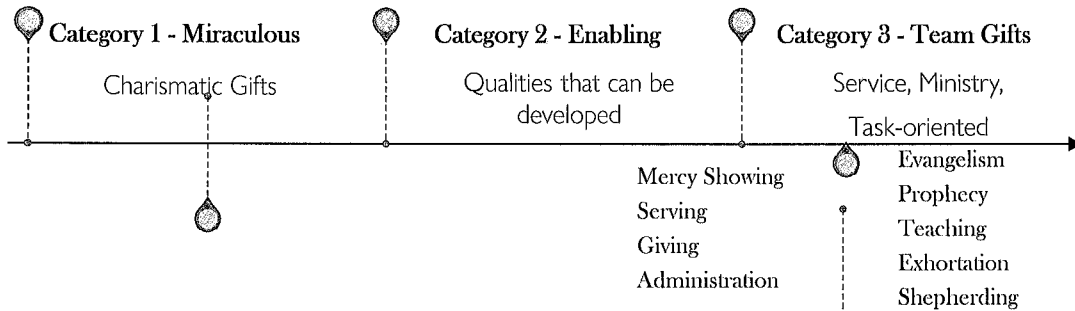 Category 1 - Miraculous
Charismatic Gifts
Category 2 - Enabling
Qualities that can be
developed
Category 3 - Team Gifts
Service, Ministry,
Task-oriented
Mercy Showing
Serving
Giving
Administration
Evangelism
Prophecy
Teaching
Exhortation
Shepherding